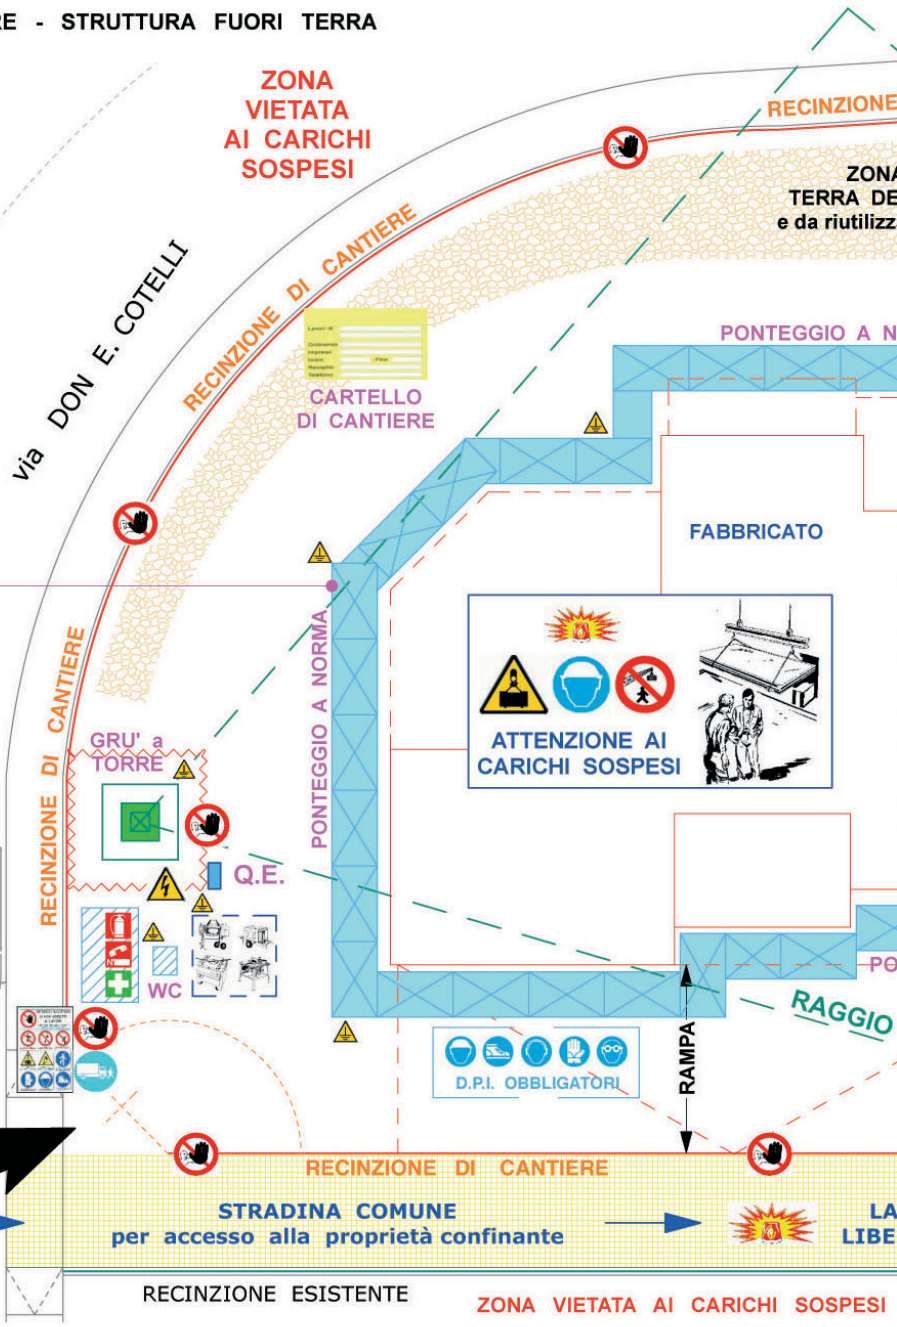 RE - STRUTTURA FUORI TERRA
ZONA
VIETATA
AI CARICHI
SOSPESI
RECINZIONE
ZONA
TERRA DE
e da riutilizza
RECINZIONE DI CANTIERE
via DON E. COTELLI
Lavori di
CARTELLO
DI CANTIERE
PONTEGGIO A N
FABBRICATO
RECINZIONE DI CANTIERE
PONTEGGIO A NORMA
GRU' a
TORRE
ATTENZIONE AI
CARICHI SOSPESI
Q.E.
WC
PO
RAGGIO
RAMPA
D.P.I. OBBLIGATORI
RECINZIONE DI CANTIERE
STRADINA COMUNE
per accesso alla proprietà confinante
LA
LIBE
RECINZIONE ESISTENTE
ZONA VIETATA AI CARICHI SOSPESI